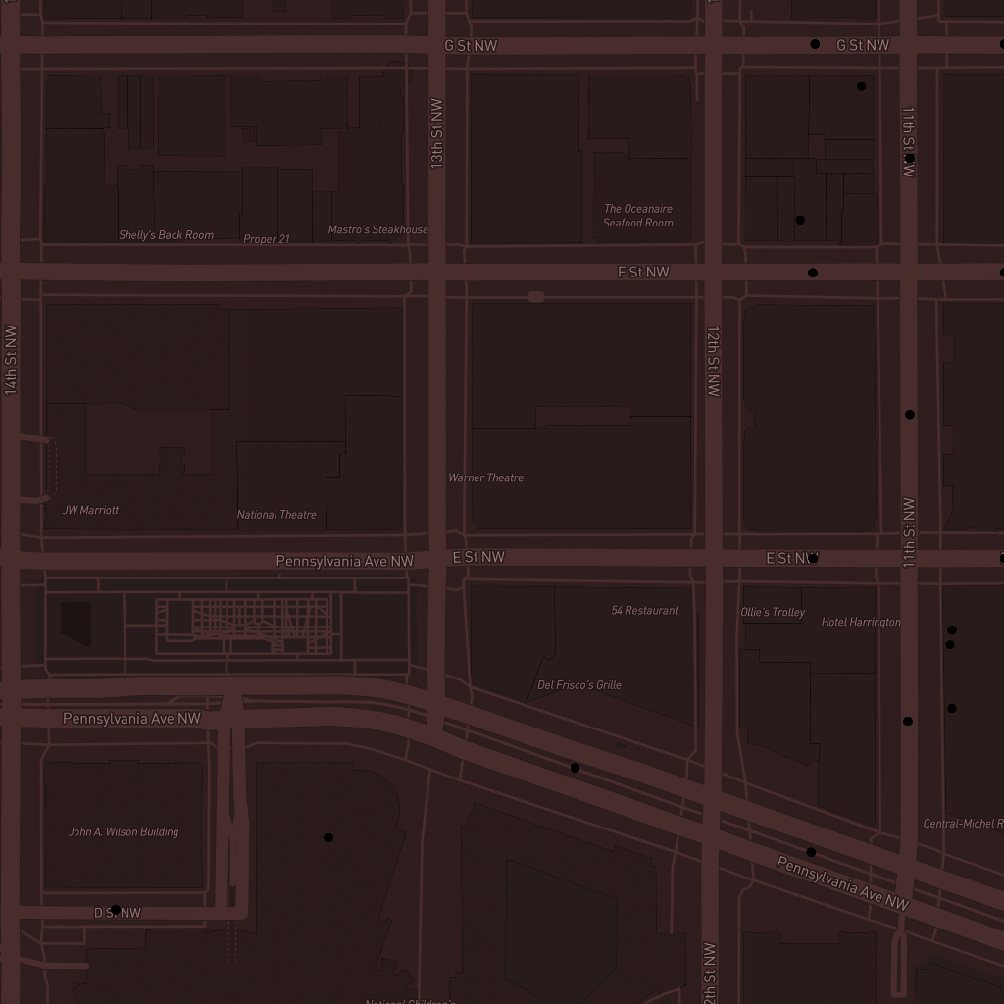 G St NW
G St NW
13th St NW
11th St NW
The Oceanaire
Seafood Room
Shelly's Back Room
Proper 21
Mastro's Steakhouse
F St NW
14th St NW
12th St NW
Warner Theatre
JW Marriott
National Theatre
11th St NW
Pennsylvania Ave NW
E St NW
E St NW
54 Restaurant
Ollie's Trolley
Hotel Harrington
Del Frisco's Grille
Pennsylvania Ave NW
John A. Wilson Building
Central-Michel R
Pennsylvania Ave NW
D St NW
2th St NW
National Children's